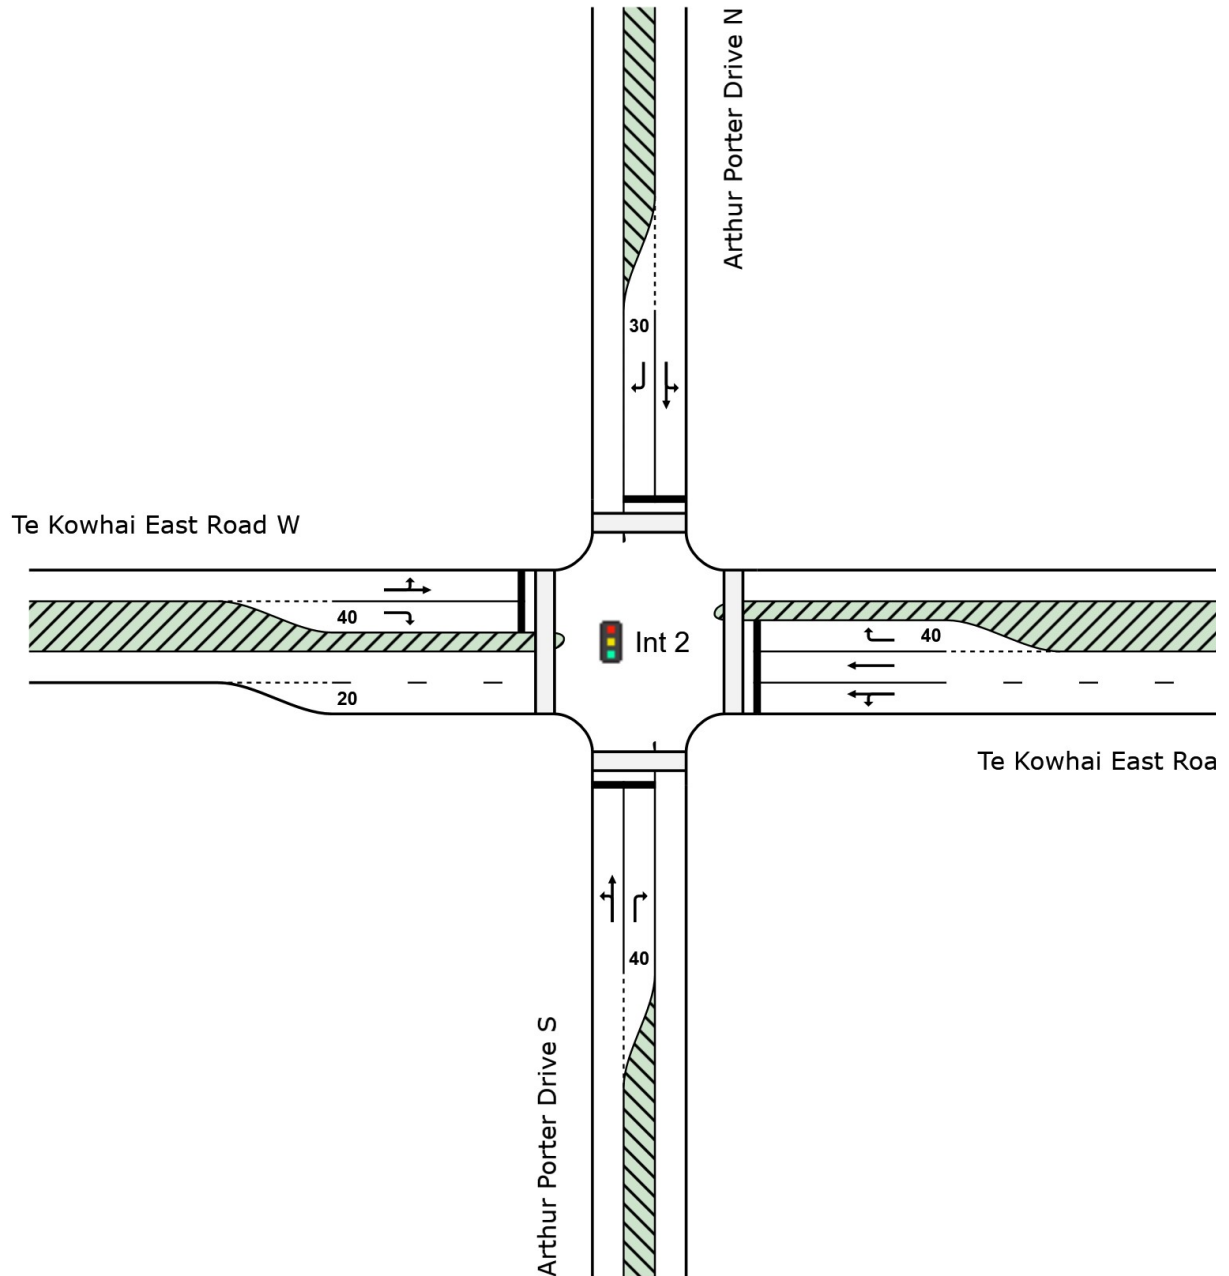 Arthur Porter Drive N
30
Te Kowhai East Road W
40
40
Int 2
20
Te Kowhai East Roa
40
Arthur Porter Drive S